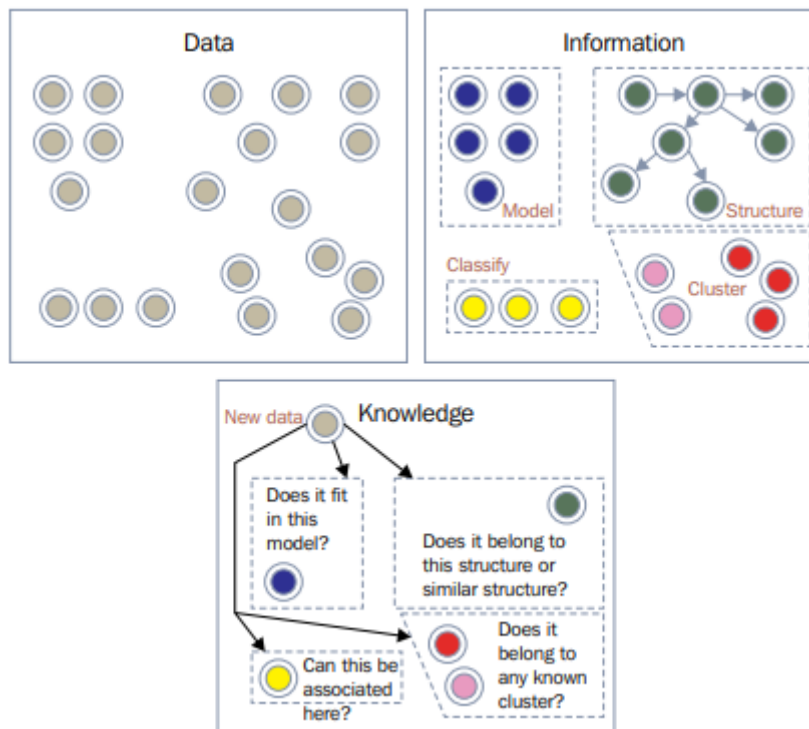 Data
Information
Model
Structure
Classify
Cluster
New data
Knowledge
Does it fit
in this
model?
Does it belong to
this structure or
similar structure?
Can this be
associated
here?
Does it
belong to
any known
cluster?